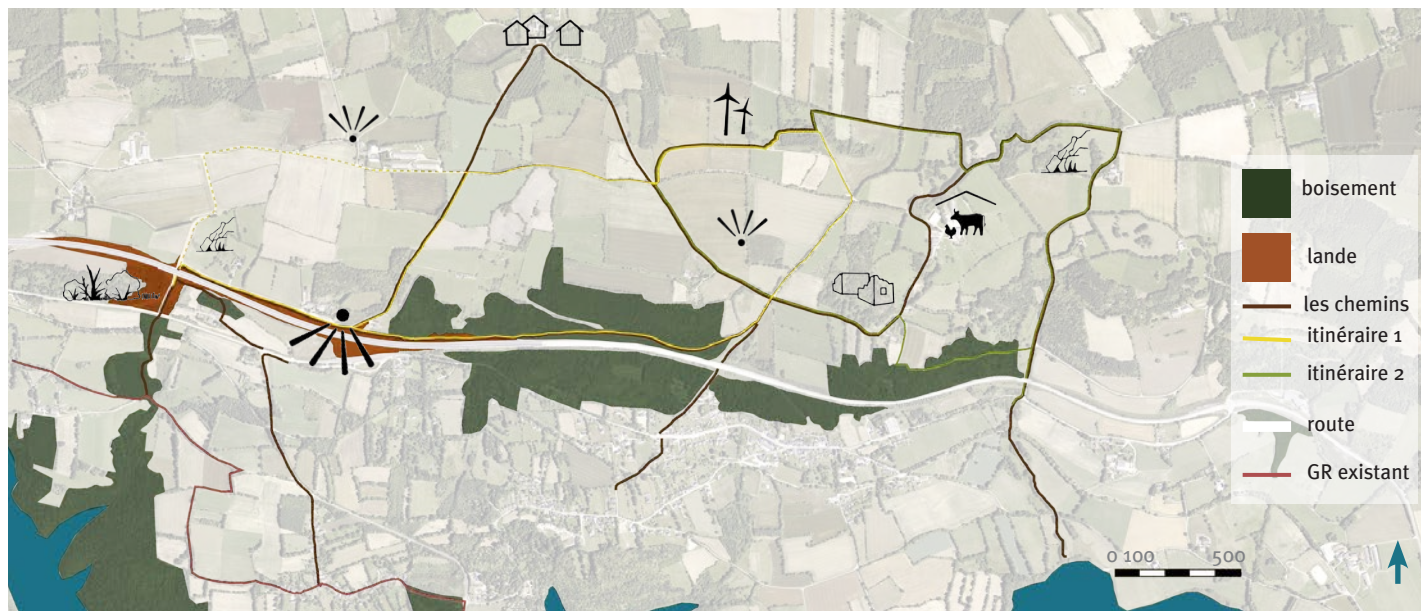 boisement
lande
les chemins
itinéraire 1
itinéraire 2
route
GR existant
0 100 500